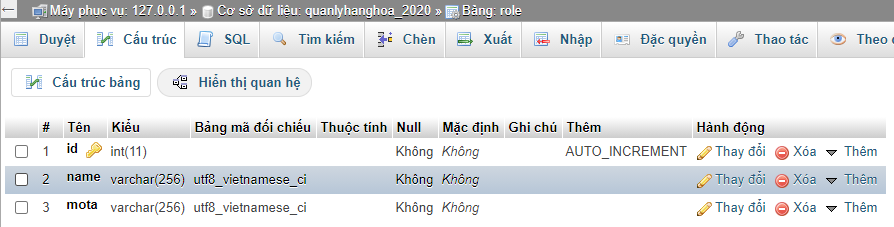 Máy phục vụ: 127.0.0.1 » Cơ sở dữ liệu: quanlyhanghoa_2020 » Bảng: role
Duyệt Cấu trúc SQL Tìm kiếm Chèn Xuất Nhập Đặc quyền Thao tác Theo
Cấu trúc bảng Hiển thị quan hệ
# Tên Kiểu Bảng mã đối chiếu Thuộc tính Null Mặc định Ghi chú Thêm Hành động
1 id int(11) Không Không AUTO_INCREMENT Thay đổi Xóa Thêm
2 name varchar(256) utf8_vietnamese_ci Không Không Thay đổi Xóa Thêm
3 mota varchar(256) utf8_vietnamese_ci Không Không Thay đổi Xóa Thêm